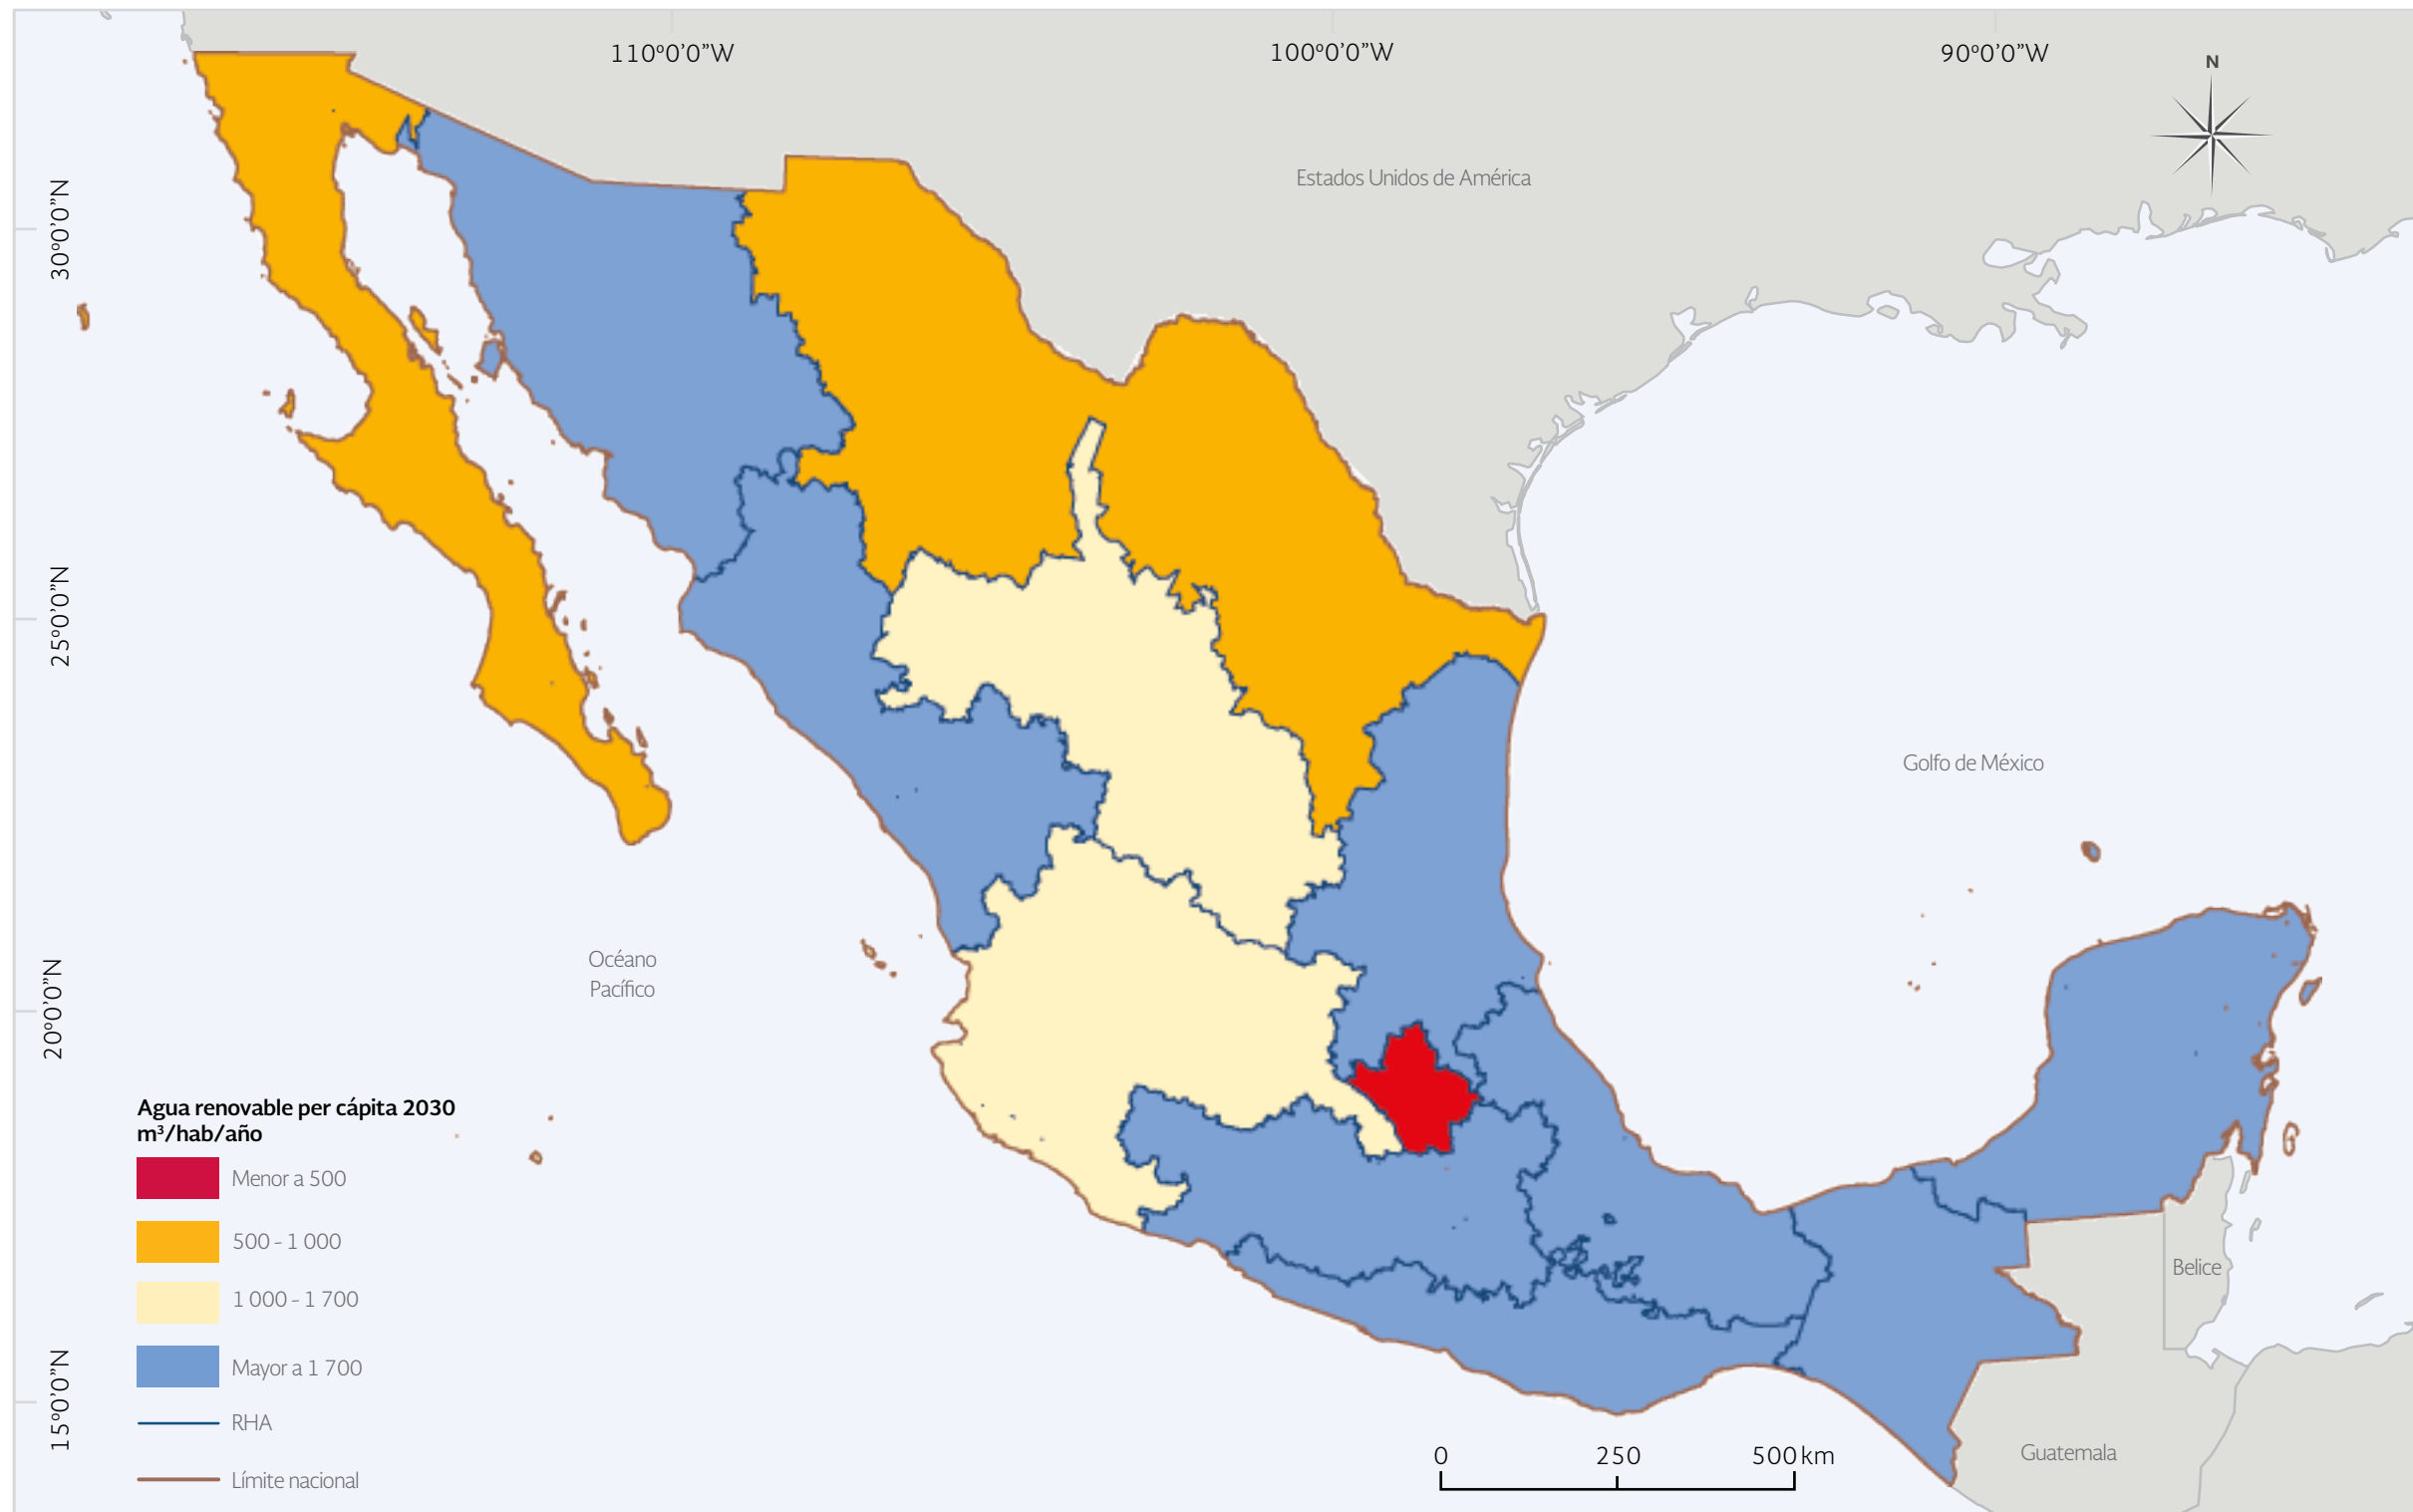 110°0'0”W
100°0'0”W
90°0'0”W
N
Estados Unidos de América
30°0'0”N
25°0'0”N
Golfo de México
Océano
Pacífico
20°0'0”N
Agua renovable per cápita 2030
m³/hab/año
Menor a 500
500 - 1 000
1 000 - 1 700
Mayor a 1 700
RHA
Límite nacional
Belice
15°0'0”N
0 250 500 km
Guatemala